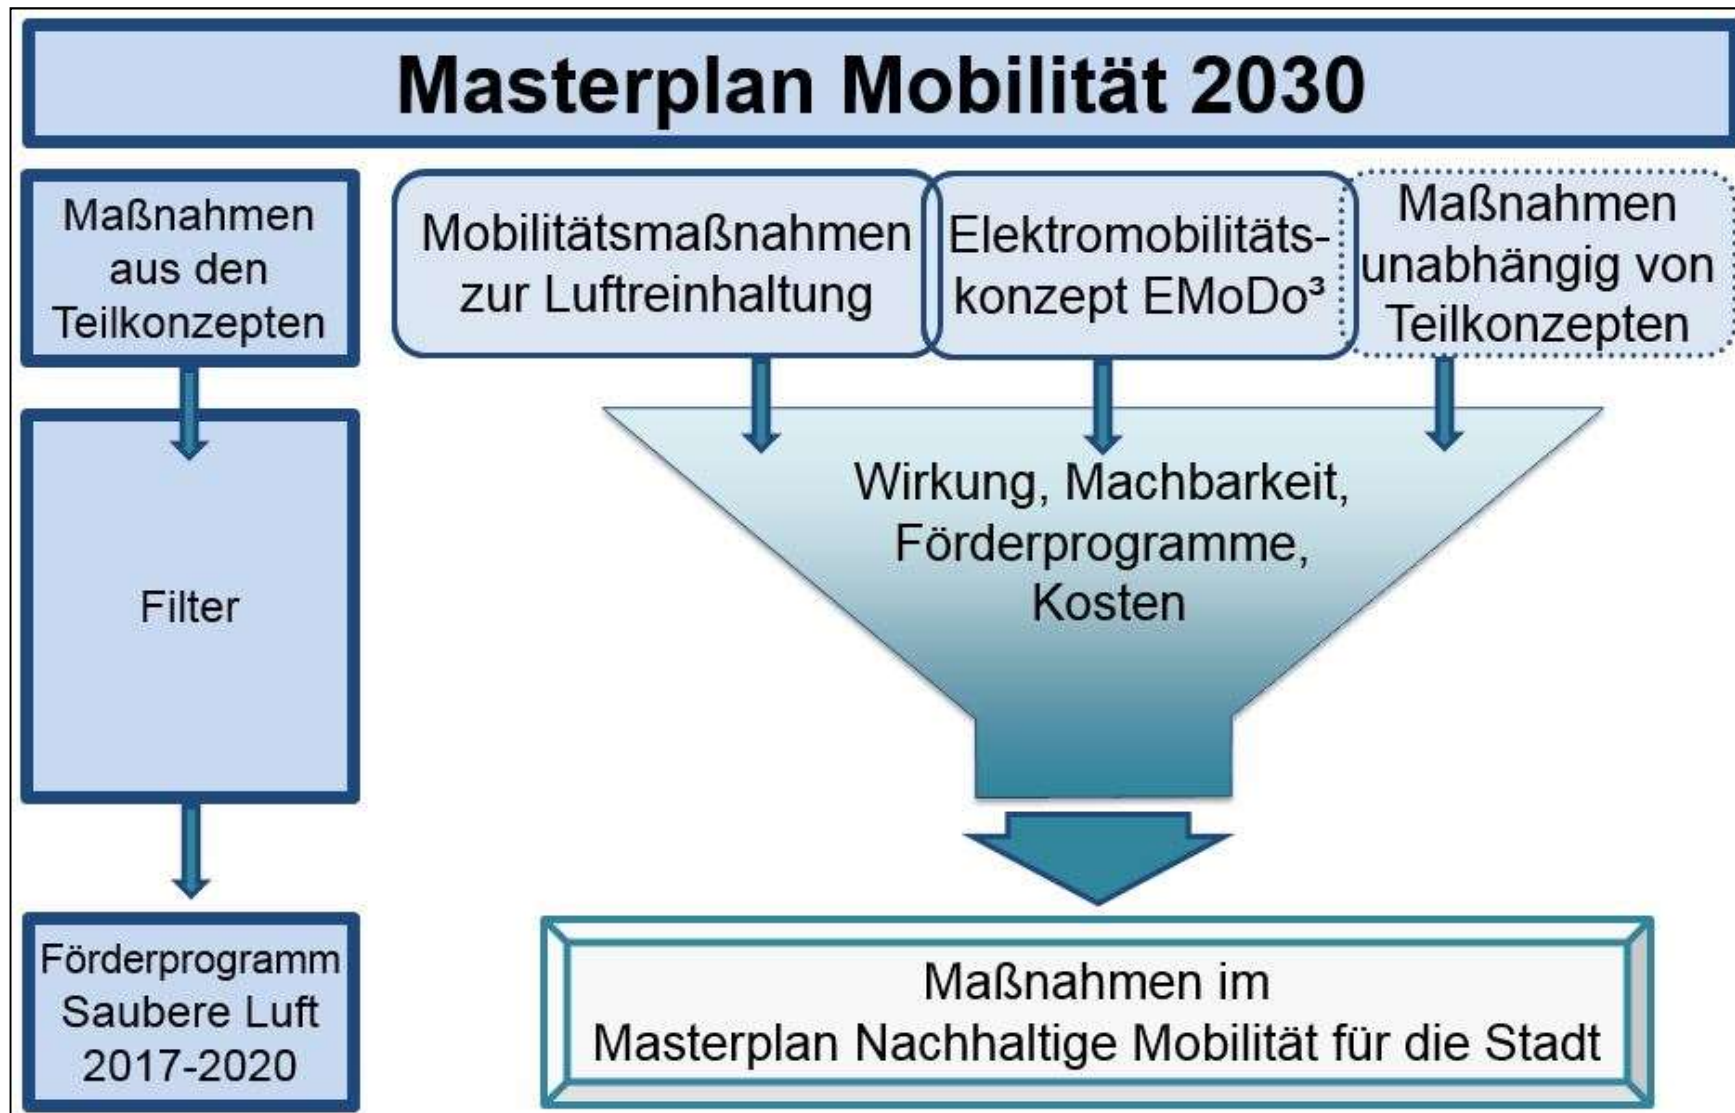 Masterplan Mobilität 2030
Maßnahmen
aus den
Teilkonzepten
Mobilitätsmaßnahmen
zur Luftreinhaltung
Elektromobilitäts-
konzept EMoDo³
Maßnahmen
unabhängig von
Teilkonzepten
Filter
Wirkung, Machbarkeit,
Förderprogramme,
Kosten
Förderprogramm
Saubere Luft
2017-2020
Maßnahmen im
Masterplan Nachhaltige Mobilität für die Stadt